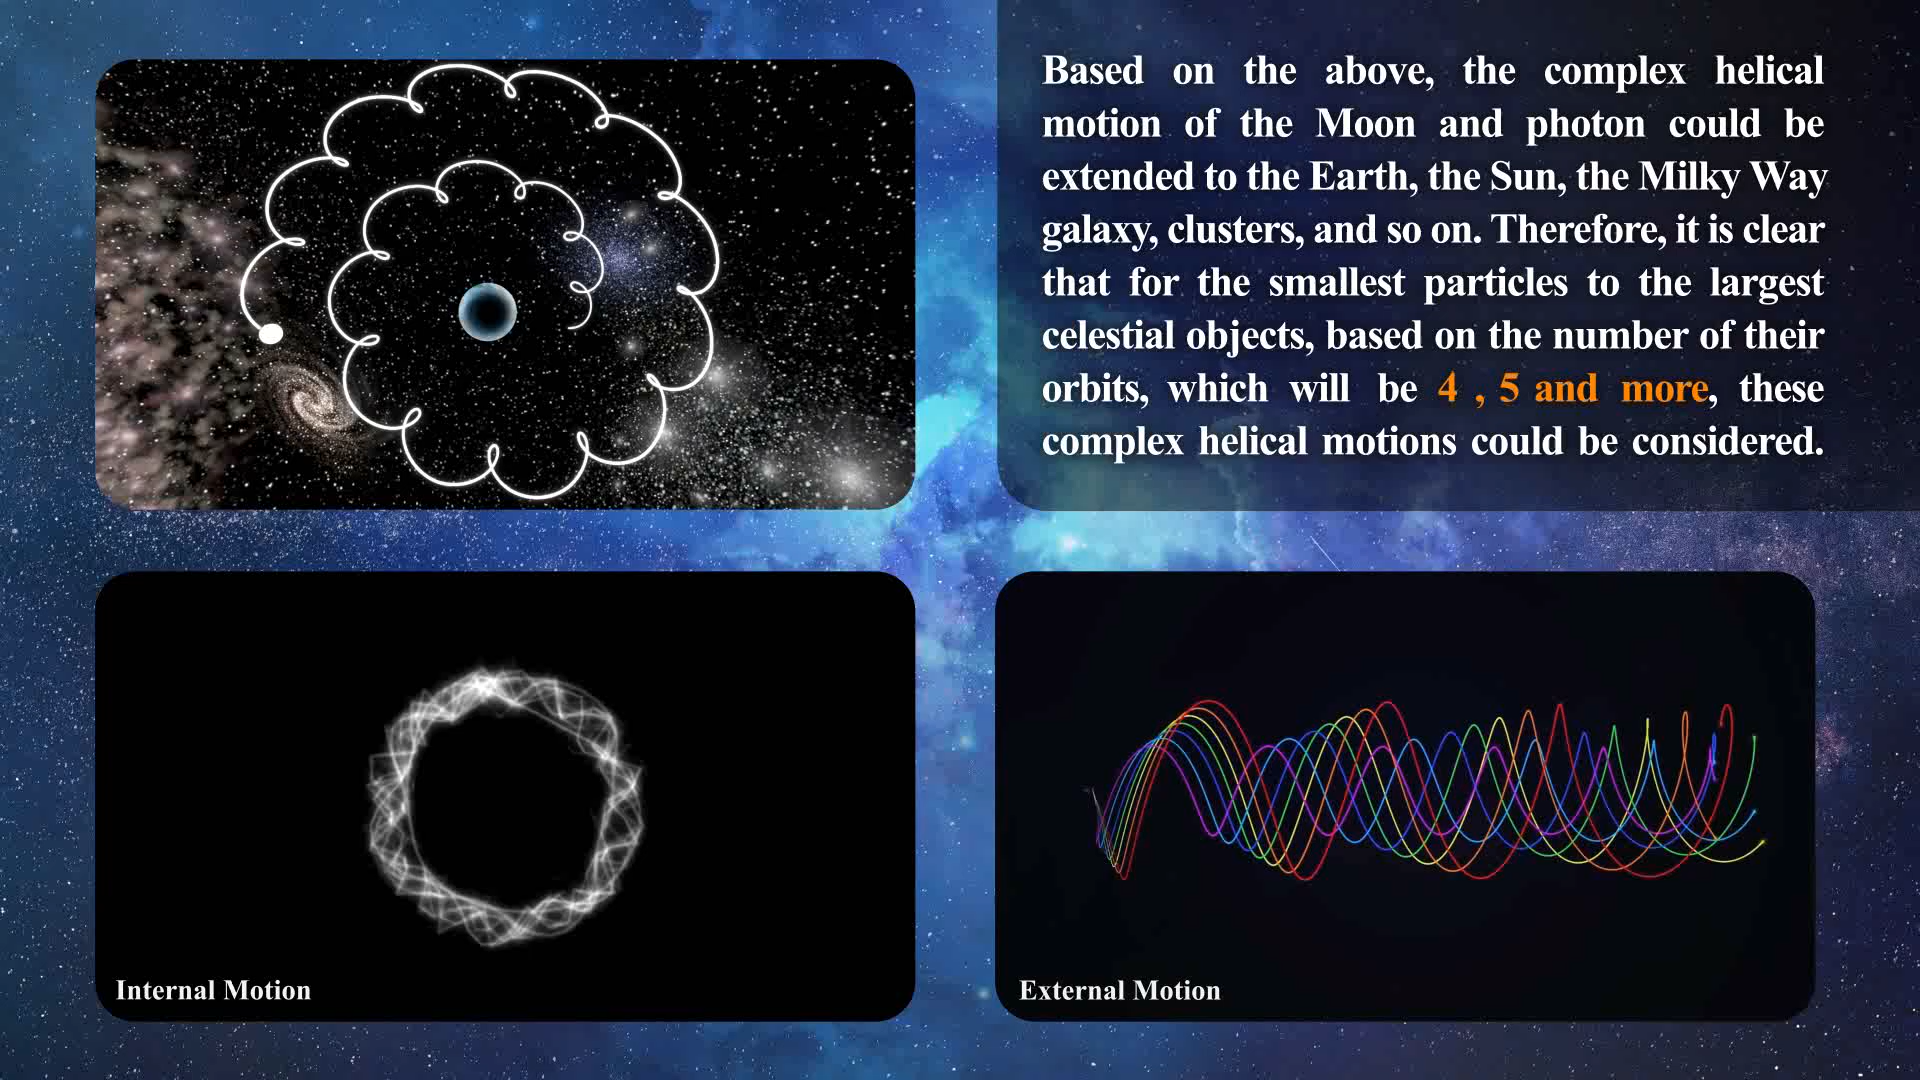 Based on the above, the complex helical
motion of the Moon and photon could be
extended to the Earth, the Sun, the Milky Way
galaxy, clusters, and so on. Therefore, it is clear
that for the smallest particles to the largest
celestial objects, based on the number of their
orbits, which will be 4 , 5 and more, these
complex helical motions could be considered.
Internal Motion
External Motion